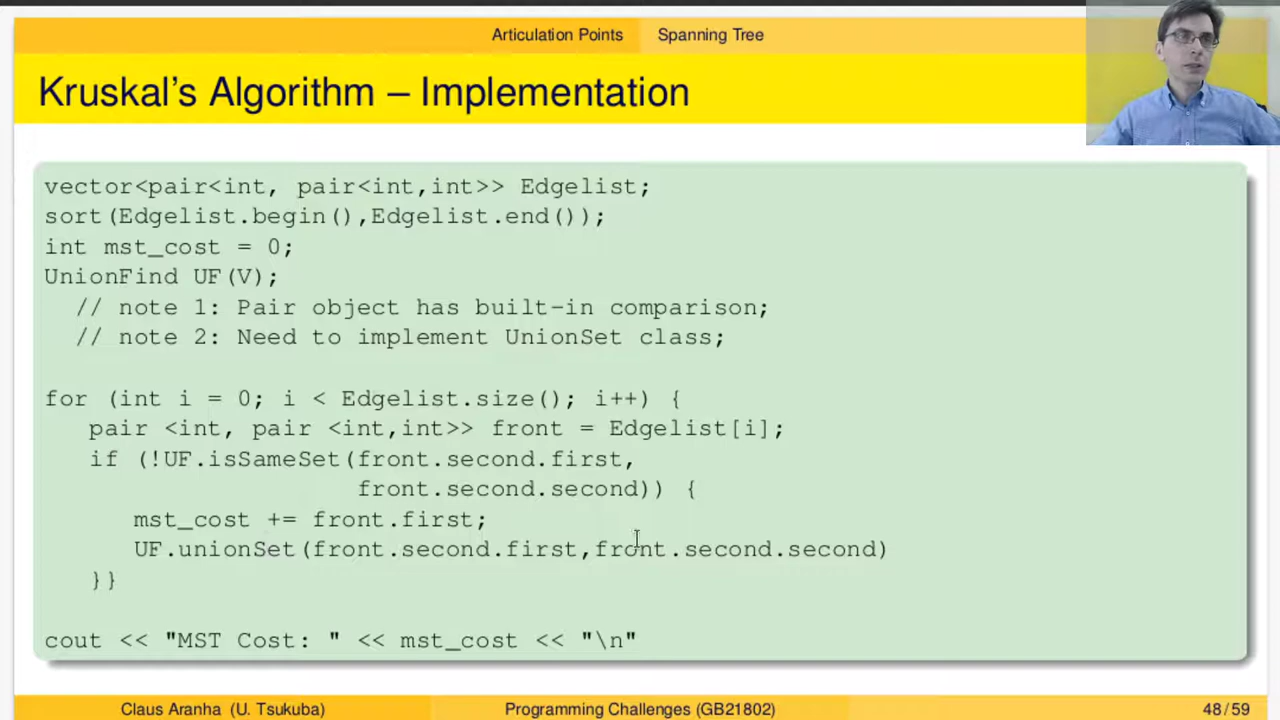 Articulation Points Spanning Tree
Kruskal's Algorithm – Implementation
vector<pair<int, pair<int,int>> Edgelist;
sort(Edgelist.begin(),Edgelist.end());
int mst_cost = 0;
UnionFind UF(V);
// note 1: Pair object has built-in comparison;
// note 2: Need to implement UnionSet class;
for (int i = 0; i < Edgelist.size(); i++) {
pair <int, pair <int,int>> front = Edgelist[i];
if (!UF.isSameSet(front.second.first,
front.second.second)) {
mst_cost += front.first;
UF.unionSet(front.second.first,front.second.second)
}}
cout << "MST Cost: " << mst_cost << "\n"
Claus Aranha (U. Tsukuba) Programming Challenges (GB21802) 48 / 59